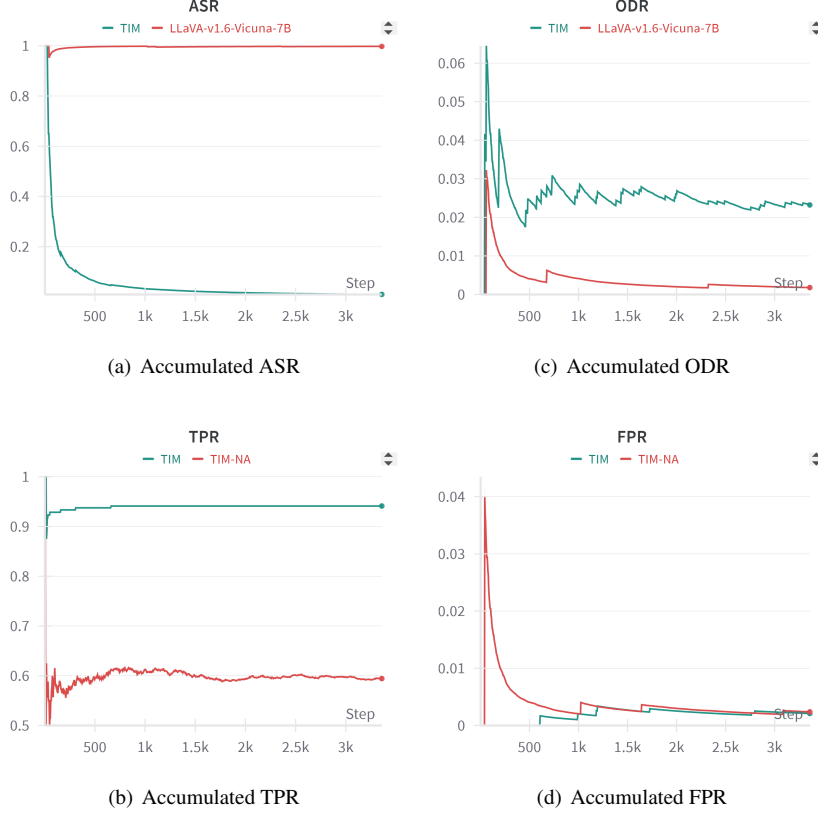 ASR
TIM LLaVA-v1.6-Vicuna-7B
1
0.8
0.6
0.4
0.2
Step
500 1k 1.5k 2k 2.5k 3k
(a) Accumulated ASR
ODR
TIM LLaVA-v1.6-Vicuna-7B
0.06
0.05
0.04
0.03
0.02
0.01
0
Step
500 1k 1.5k 2k 2.5k 3k
(c) Accumulated ODR
TPR
TIM TIM-NA
1
0.9
0.8
0.7
0.6
0.5
Step
500 1k 1.5k 2k 2.5k 3k
(b) Accumulated TPR
FPR
TIM TIM-NA
0.04
0.03
0.02
0.01
0
Step
500 1k 1.5k 2k 2.5k 3k
(d) Accumulated FPR